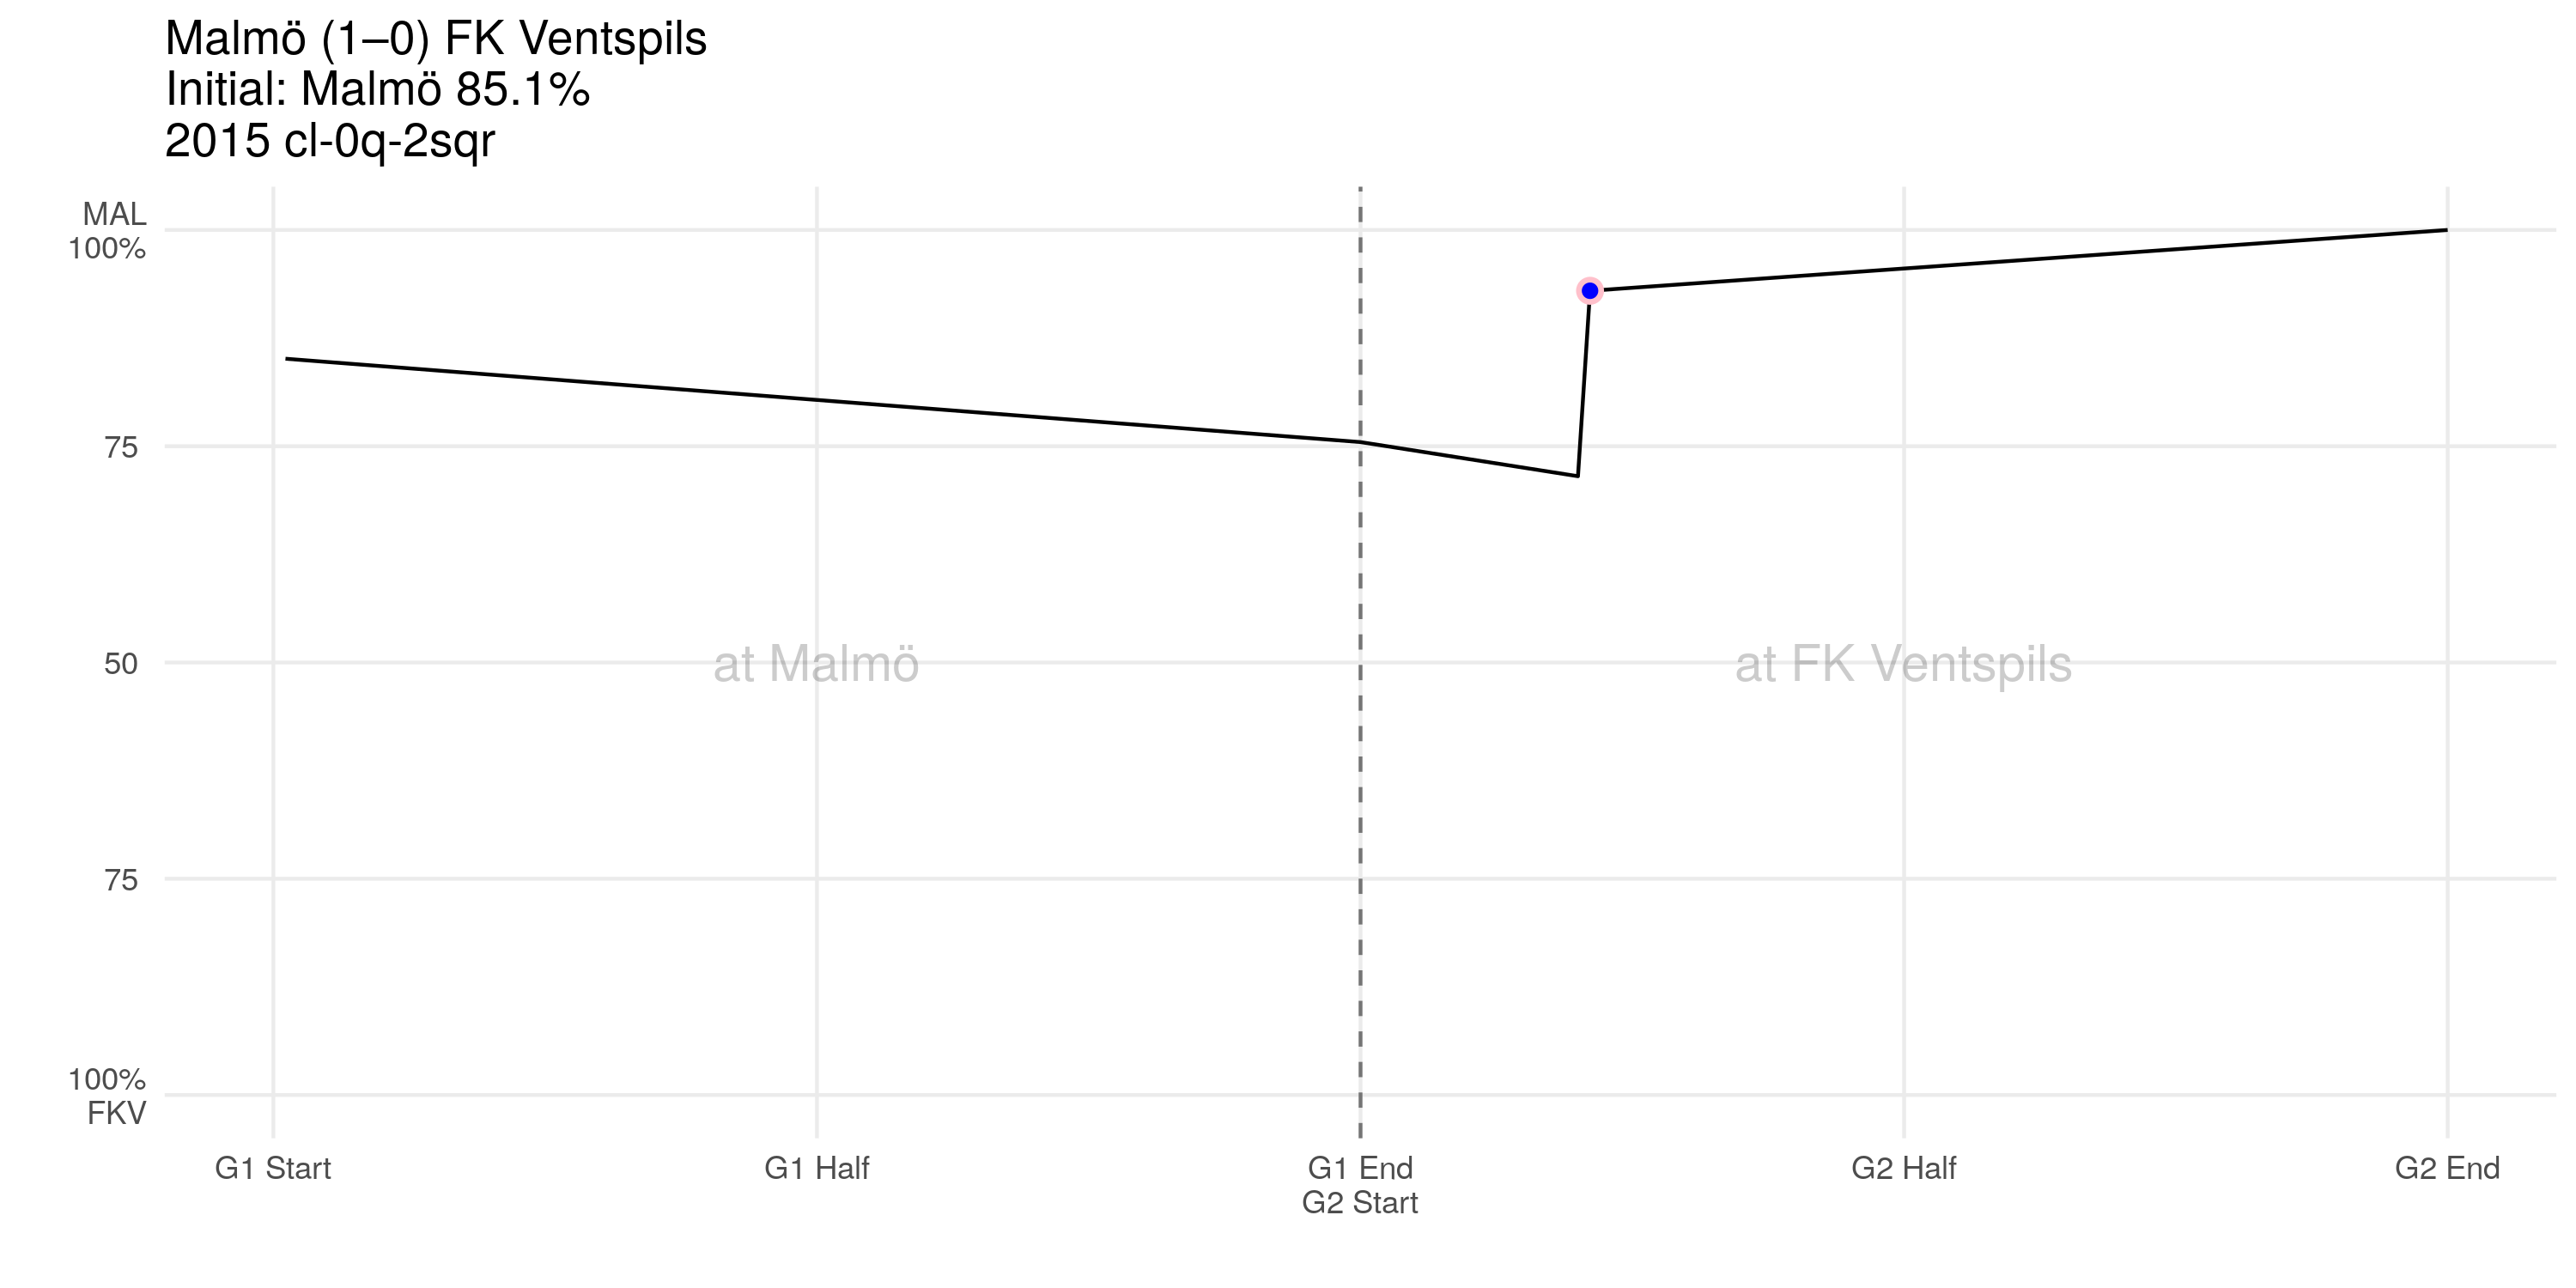 Malmö (1–0) FK Ventspils
Initial: Malmö 85.1%
2015 cl-0q-2sqr
MAL
100%
75
50
75
100%
FKV
at Malmö
at FK Ventspils
G1 Start
G1 Half
G1 End
G2 Start
G2 Half
G2 End